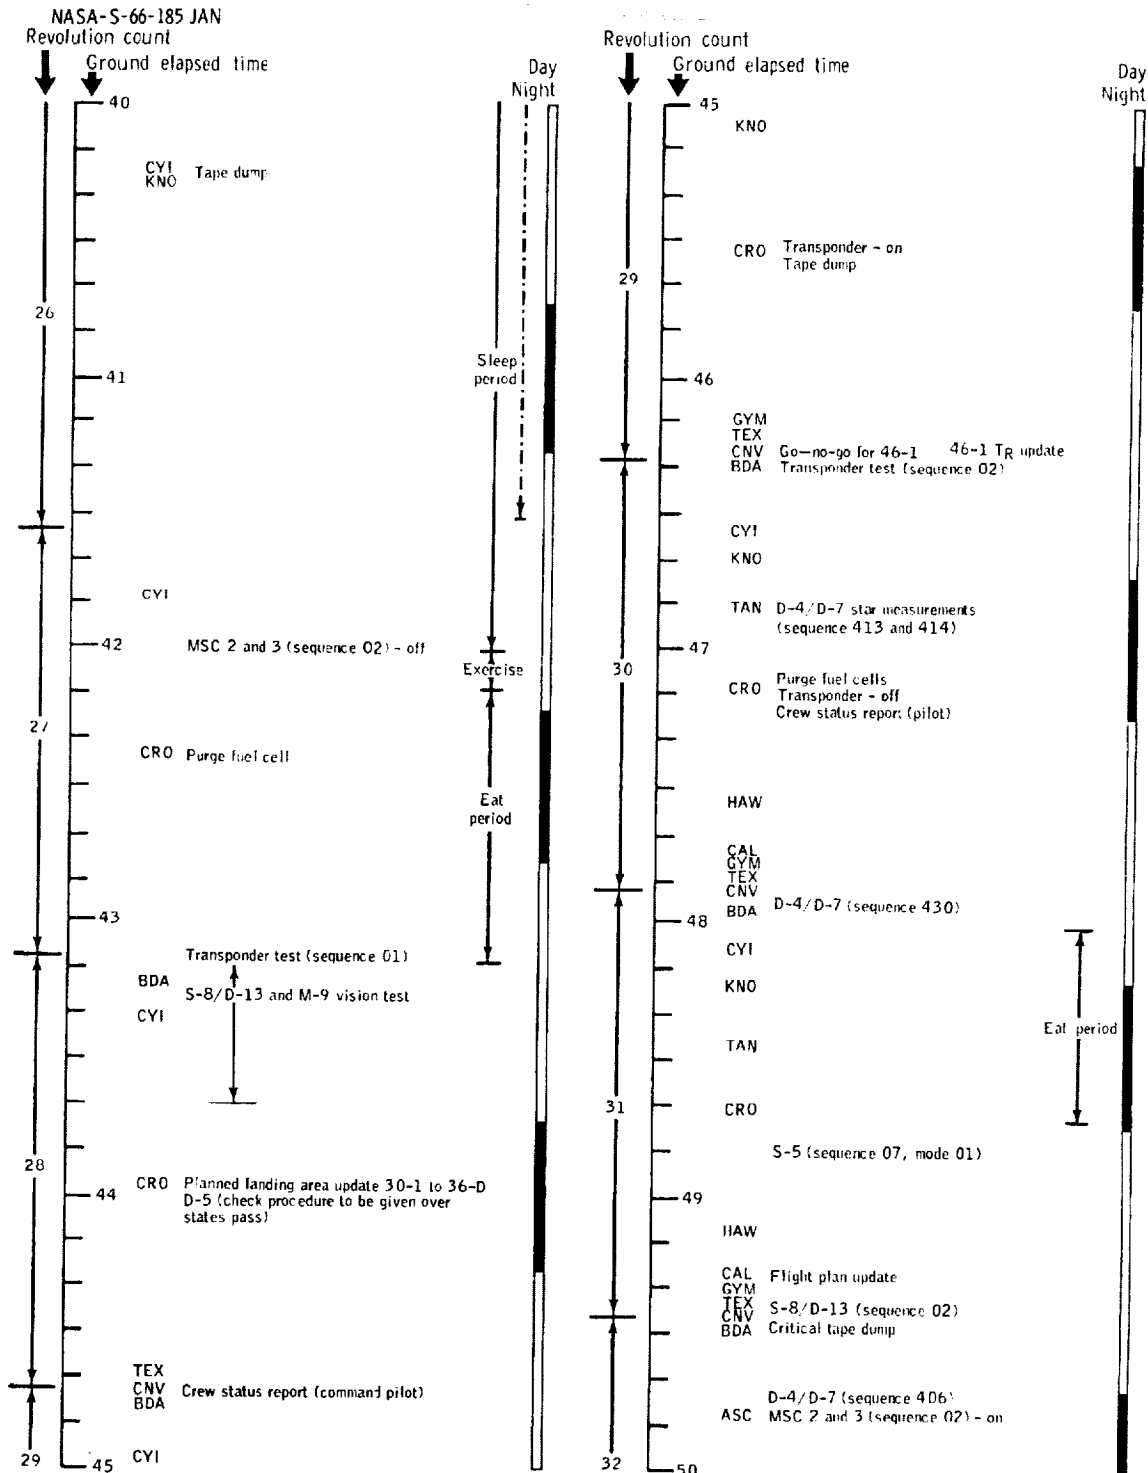 NASA-S-66-185 JAN
Revolution count
Ground elapsed time
Day
Night
40
CYI
KNO Tape dump
26
Sleep
period
41
CYI
42
MSC 2 and 3 (sequence 02) - off
Exercise
27
CRO Purge fuel cell
Eat
period
43
Transponder test (sequence 01)
BDA
S-8/D-13 and M-9 vision test
CYI
28
CRO Planned landing area update 30-1 to 36-D
44
D-5 (check procedure to be given over
states pass)
TEX
CNV Crew status report (command pilot)
BDA
29
CYI
45
Revolution count
Ground elapsed time
Day
Night
45
KNO
CRO Transponder - on
Tape dump
29
46
GYM
TEX
CNV Go—no-go for 46-1 46-1 TR update
BDA Transponder test (sequence 02)
CYI
KNO
TAN D-4/D-7 star measurements
(sequence 413 and 414)
47
30
Purge fuel cells
CRO Transponder - off
Crew status report (pilot)
HAW
CAL
GYM
TEX
CNV
BDA D-4/D-7 (sequence 430)
48
CYI
KNO
Eat period
TAN
31
CRO
S-5 (sequence 07, mode 01)
49
HAW
CAL Flight plan update
GYM
TEX S-8/D-13 (sequence 02)
CNV
BDA Critical tape dump
D-4/D-7 (sequence 406)
ASC MSC 2 and 3 (sequence 02) - on
32
50